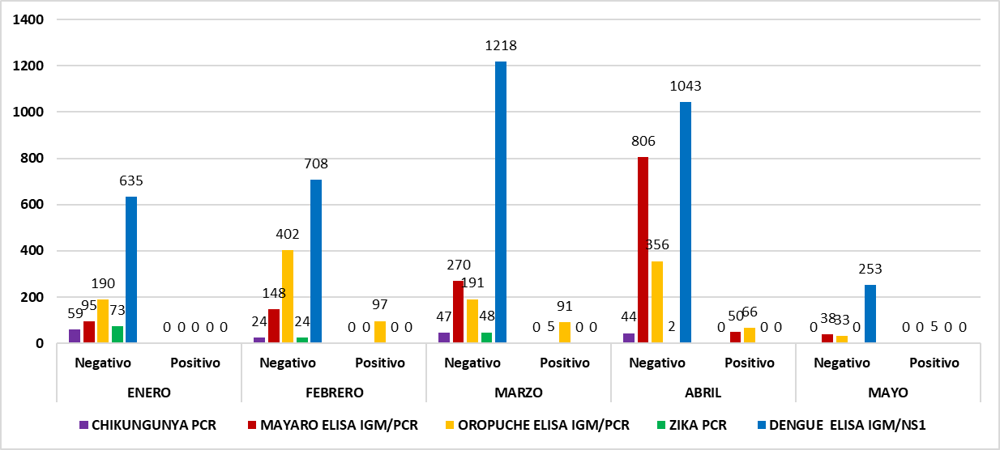 1400
1200
1000
800
600
400
200
0
59 95 190 73 635
0 0 0 0 0
24 148 402 24 708
0 0 97 0 0
47 270 191 48 1218
0 5 91 0 0
44 806 356 2 1043
0 50 66 0 0
0 38 33 0 253
0 0 5 0 0
Negativo Positivo Negativo Positivo Negativo Positivo Negativo Positivo Negativo Positivo
ENERO FEBRERO MARZO ABRIL MAYO
CHIKUNGUNYA PCR MAYARO ELISA IGM/PCR OROPUCHE ELISA IGM/PCR ZIKA PCR DENGUE ELISA IGM/NS1